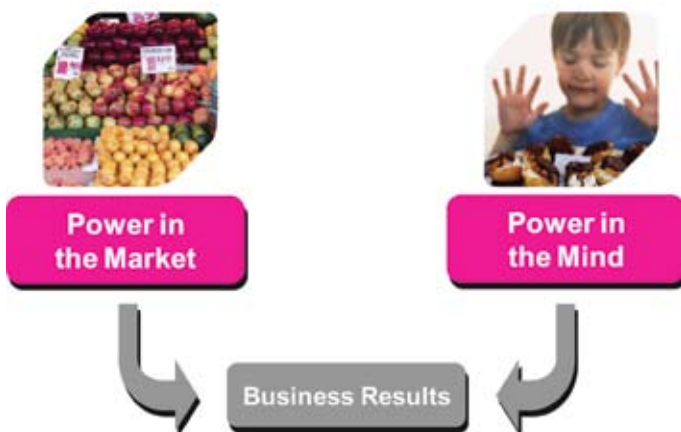 Power in
the Market
Power in
the Mind
Business Results